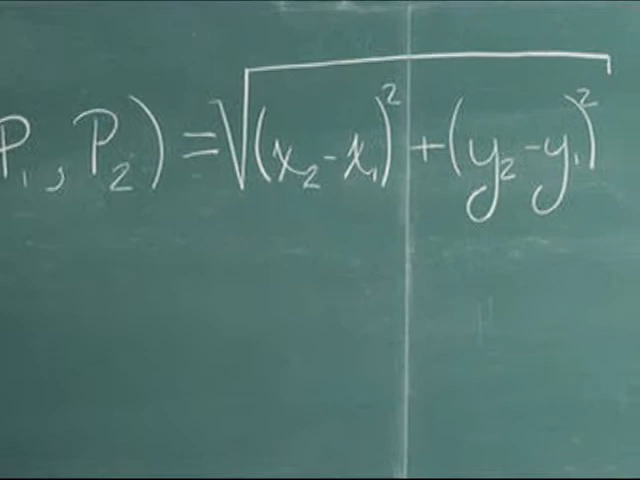 P₁, P₂) = √(x₂ - x₁)² + (y₂ - y₁)²